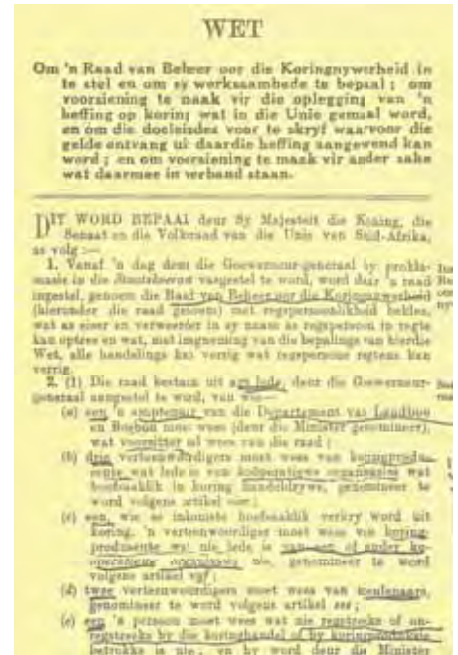 WET
Om 'n Raad van Beheer oor die Koringnywerheid in
te stel en om sy werksaamhede te bepaal ; om
voorsiening te maak vir die oplegging van 'n
heffing op koring wat in die Unie gemaal word,
en om die doeleindes voor te skryf waarvoor die
gelde ontvang uit daardie heffing aangewend kan
word ; en om voorsiening te maak vir ander sake
wat daarmee in verband staan.
DIT WORD BEPAAL deur Sy Majesteit die Koning, die
Senaat en die Volksraad van die Unie van Suid-Afrika,
as volg :—
1. Vanaf 'n dag deur die Goewerneur-generaal by prokla-
masie in die Staatskoerant vasgestel te word, word daar 'n raad
ingestel, genoem die Raad van Beheer oor die Koringnywerheid
(hieronder die raad genoem) met regspersoonlikheid beklee,
wat as eiser en verweerder in sy naam as regspersoon in regte
kan optree en wat, met inagneming van die bepalings van hierdie
Wet, alle handelings kan verrig wat regspersone regtens kan
verrig.
2. (1) Die raad bestaan uit lede, deur die Goewerneur-
generaal aangestel te word, van wie—
(a) een 'n amptenaar van die Departement van Landbou
en Bosbou moet wees (deur die Minister genomineer),
wat voorsitter sal wees van die raad ;
(b) drie verteenwoordigers moet wees van koringprodu-
sente wat lede is van koöperatiewe organisasies wat
hoofsaaklik in koring handeldrywe, genomineer te
word volgens artikel vier ;
(c) een, wie se inkomste hoofsaaklik verkry word uit
koring, 'n verteenwoordiger moet wees van koring-
produsente wat nie lede is van een of ander ko-
operatiewe organisasie nie, genomineer te word
volgens artikel vyf ;
(d) twee verteenwoordigers moet wees van meulenaars,
genomineer te word volgens artikel ses ;
(e) een 'n persoon moet wees wat nie regstreeks of on-
regstreeks by die koringhandel of by koringproduksie
betrokke is nie, en hy word deur die Minister